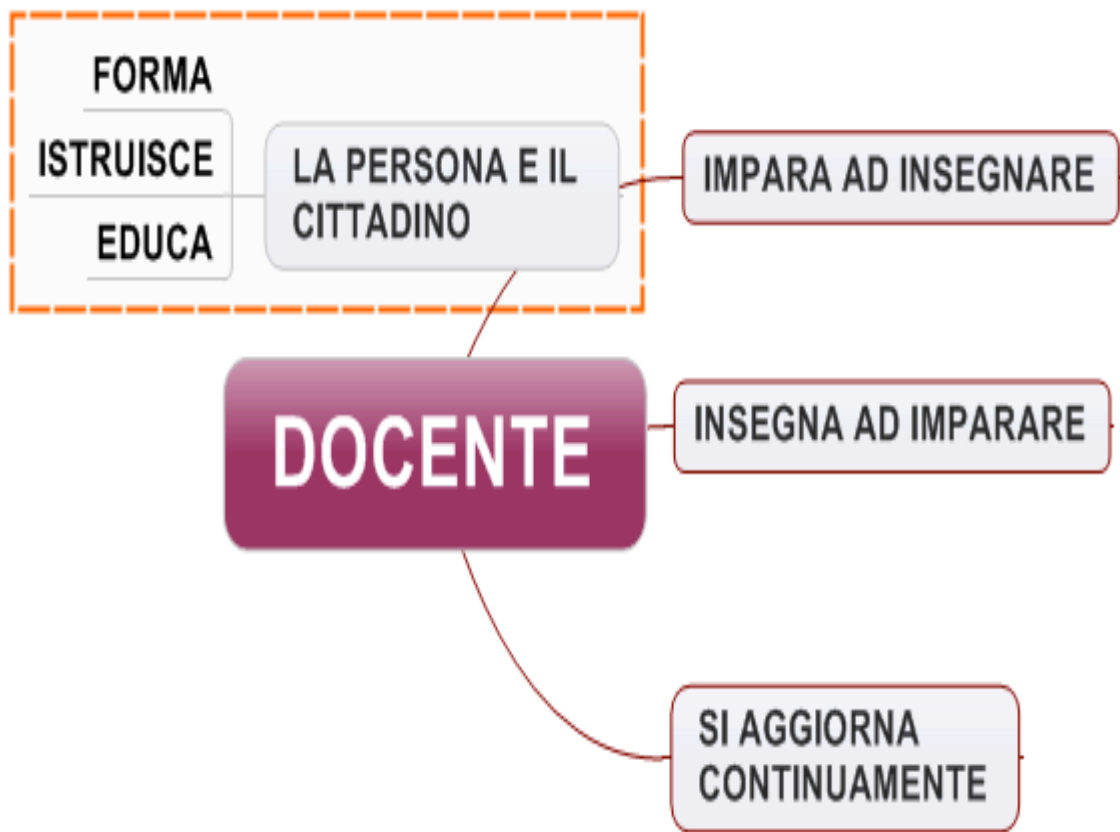 FORMA
ISTRUISCE
EDUCA
LA PERSONA E IL
CITTADINO
IMPARA AD INSEGNARE
DOCENTE
INSEGNA AD IMPARARE
SI AGGIORNA
CONTINUAMENTE